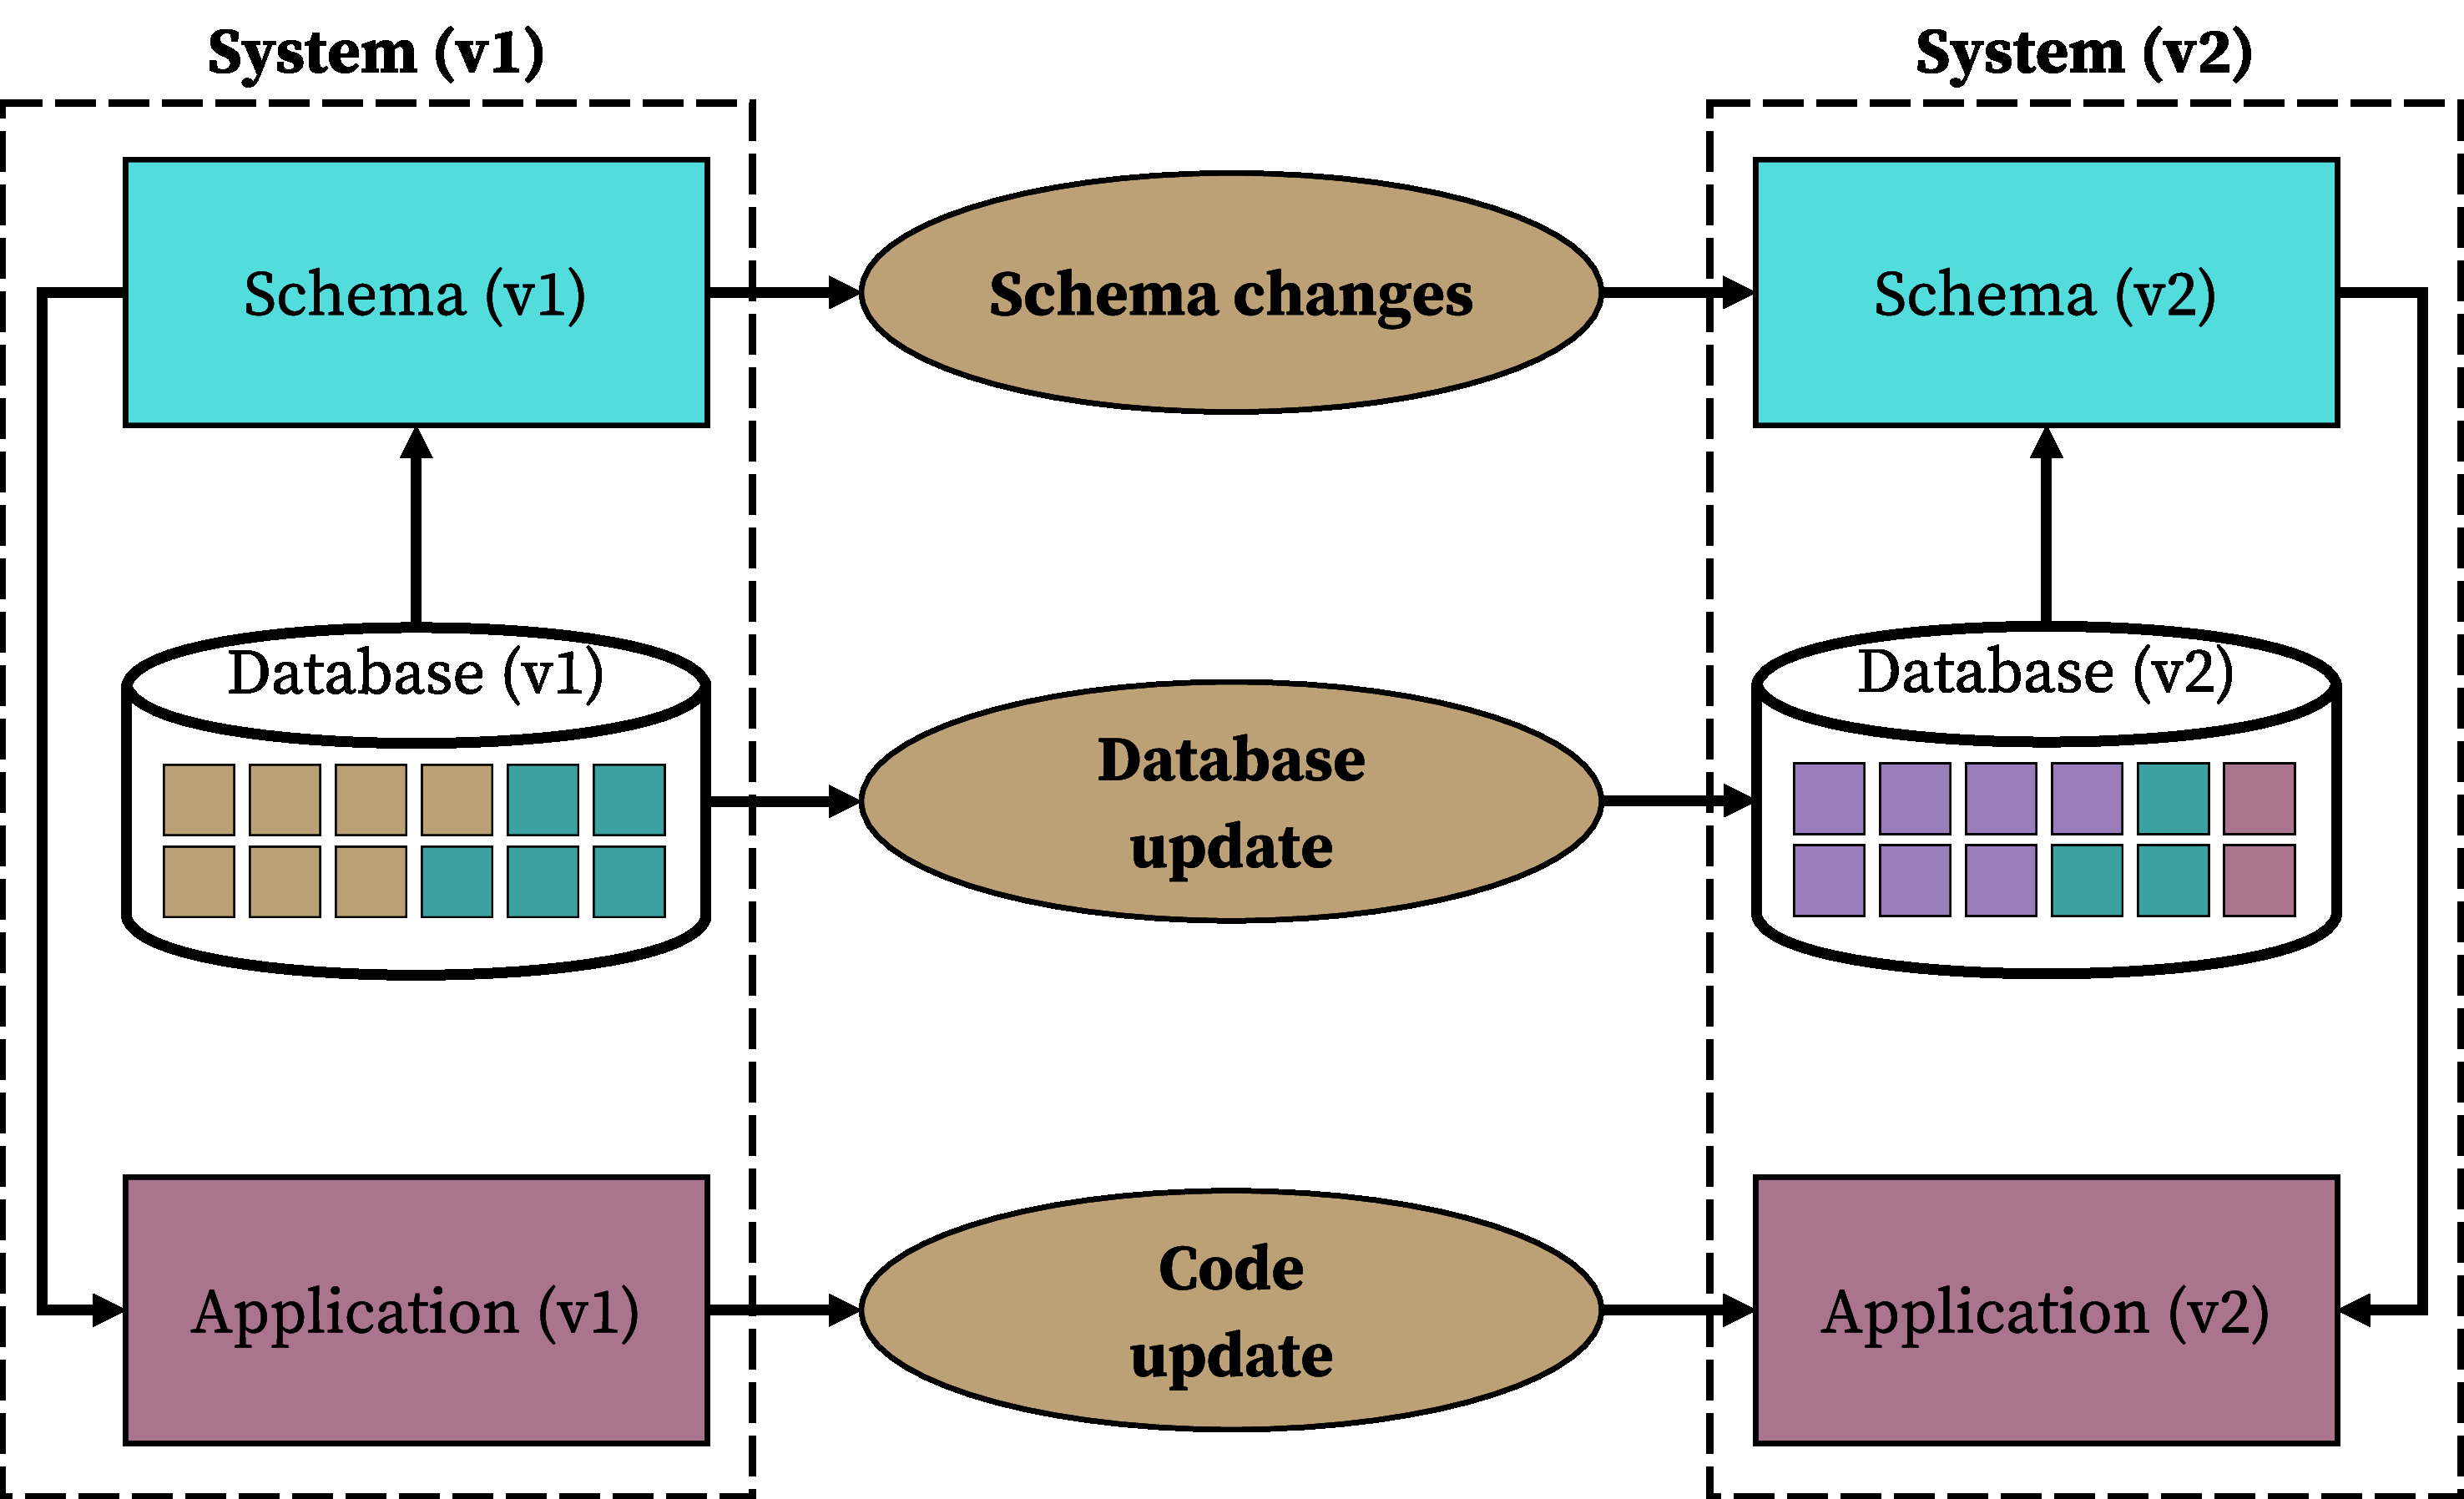 System (v1)
System (v2)
Schema (v1)
Schema changes
Schema (v2)
Database (v1)
Database
update
Database (v2)
Application (v1)
Code
update
Application (v2)